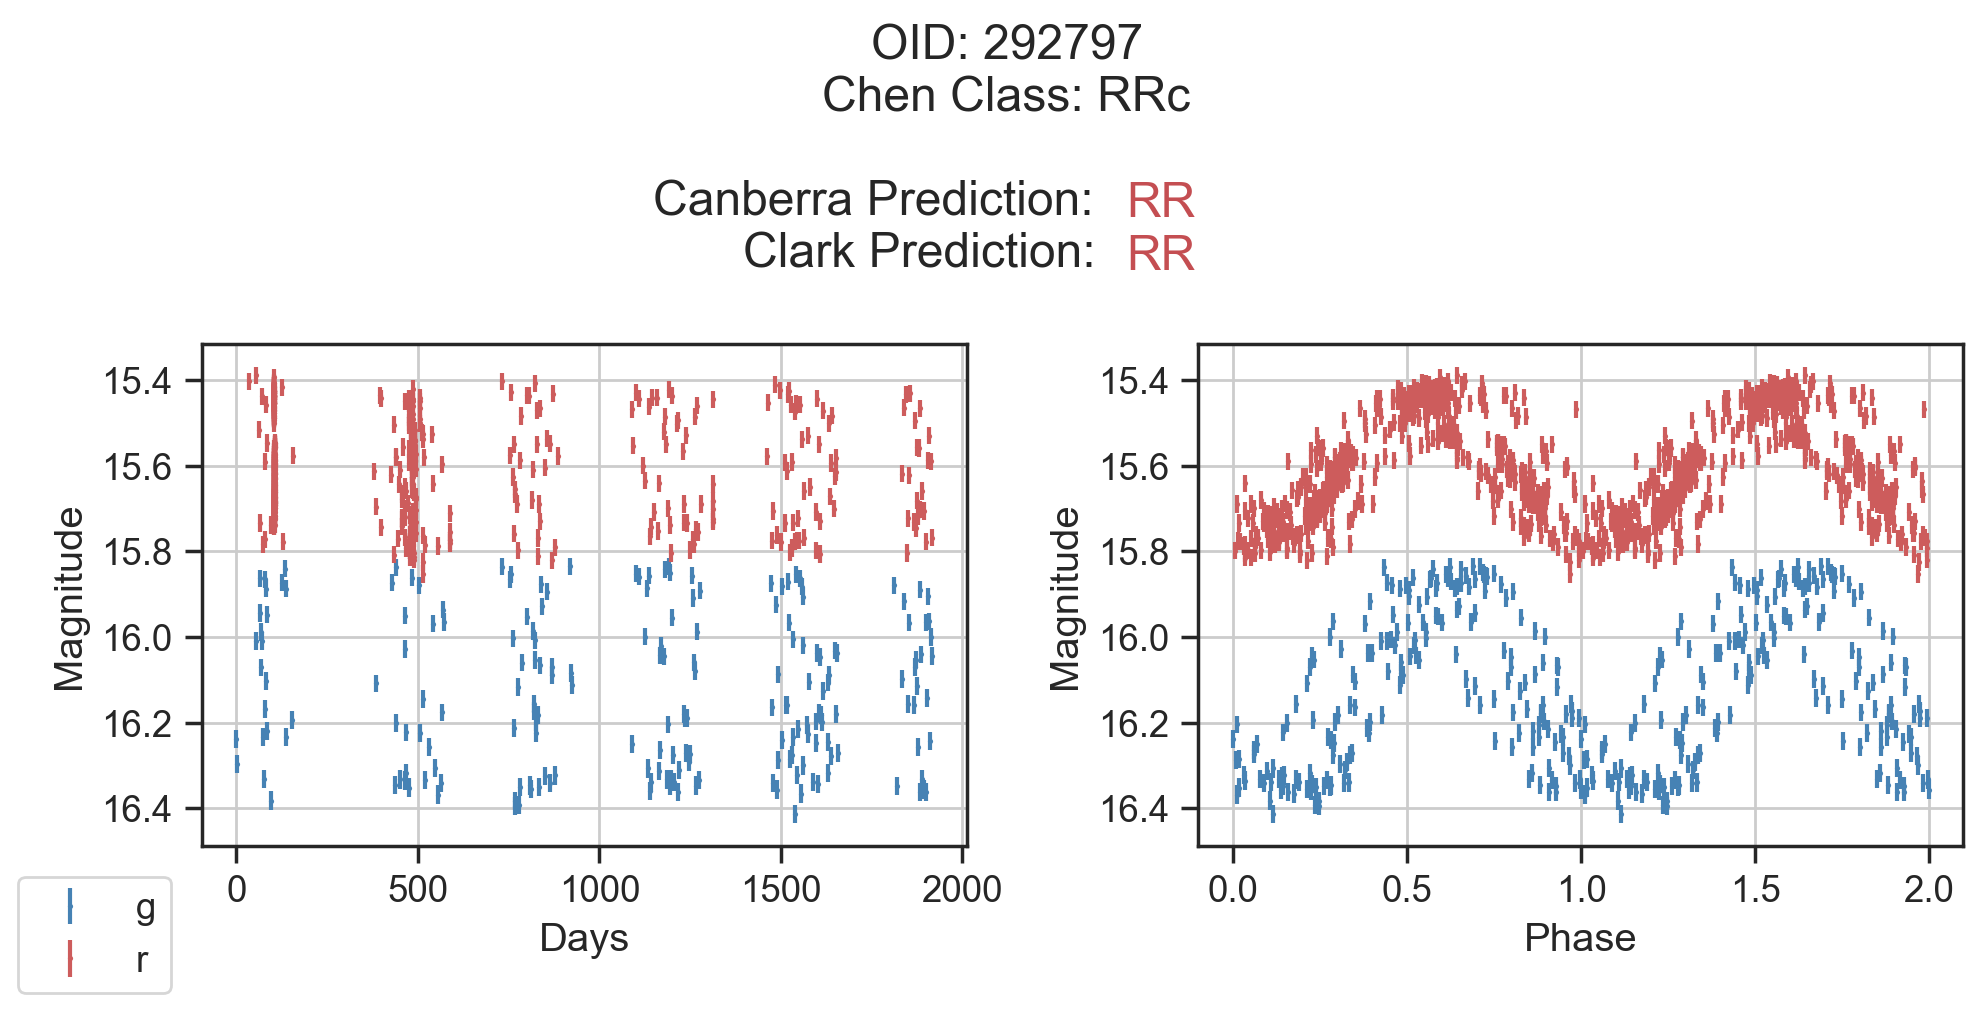 OID: 292797
Chen Class: RRc
Canberra Prediction: RR
Clark Prediction: RR
Magnitude
15.4
15.6
15.8
16.0
16.2
16.4
0 500 1000 1500 2000
Days
Magnitude
15.4
15.6
15.8
16.0
16.2
16.4
0.0 0.5 1.0 1.5 2.0
Phase
g
r